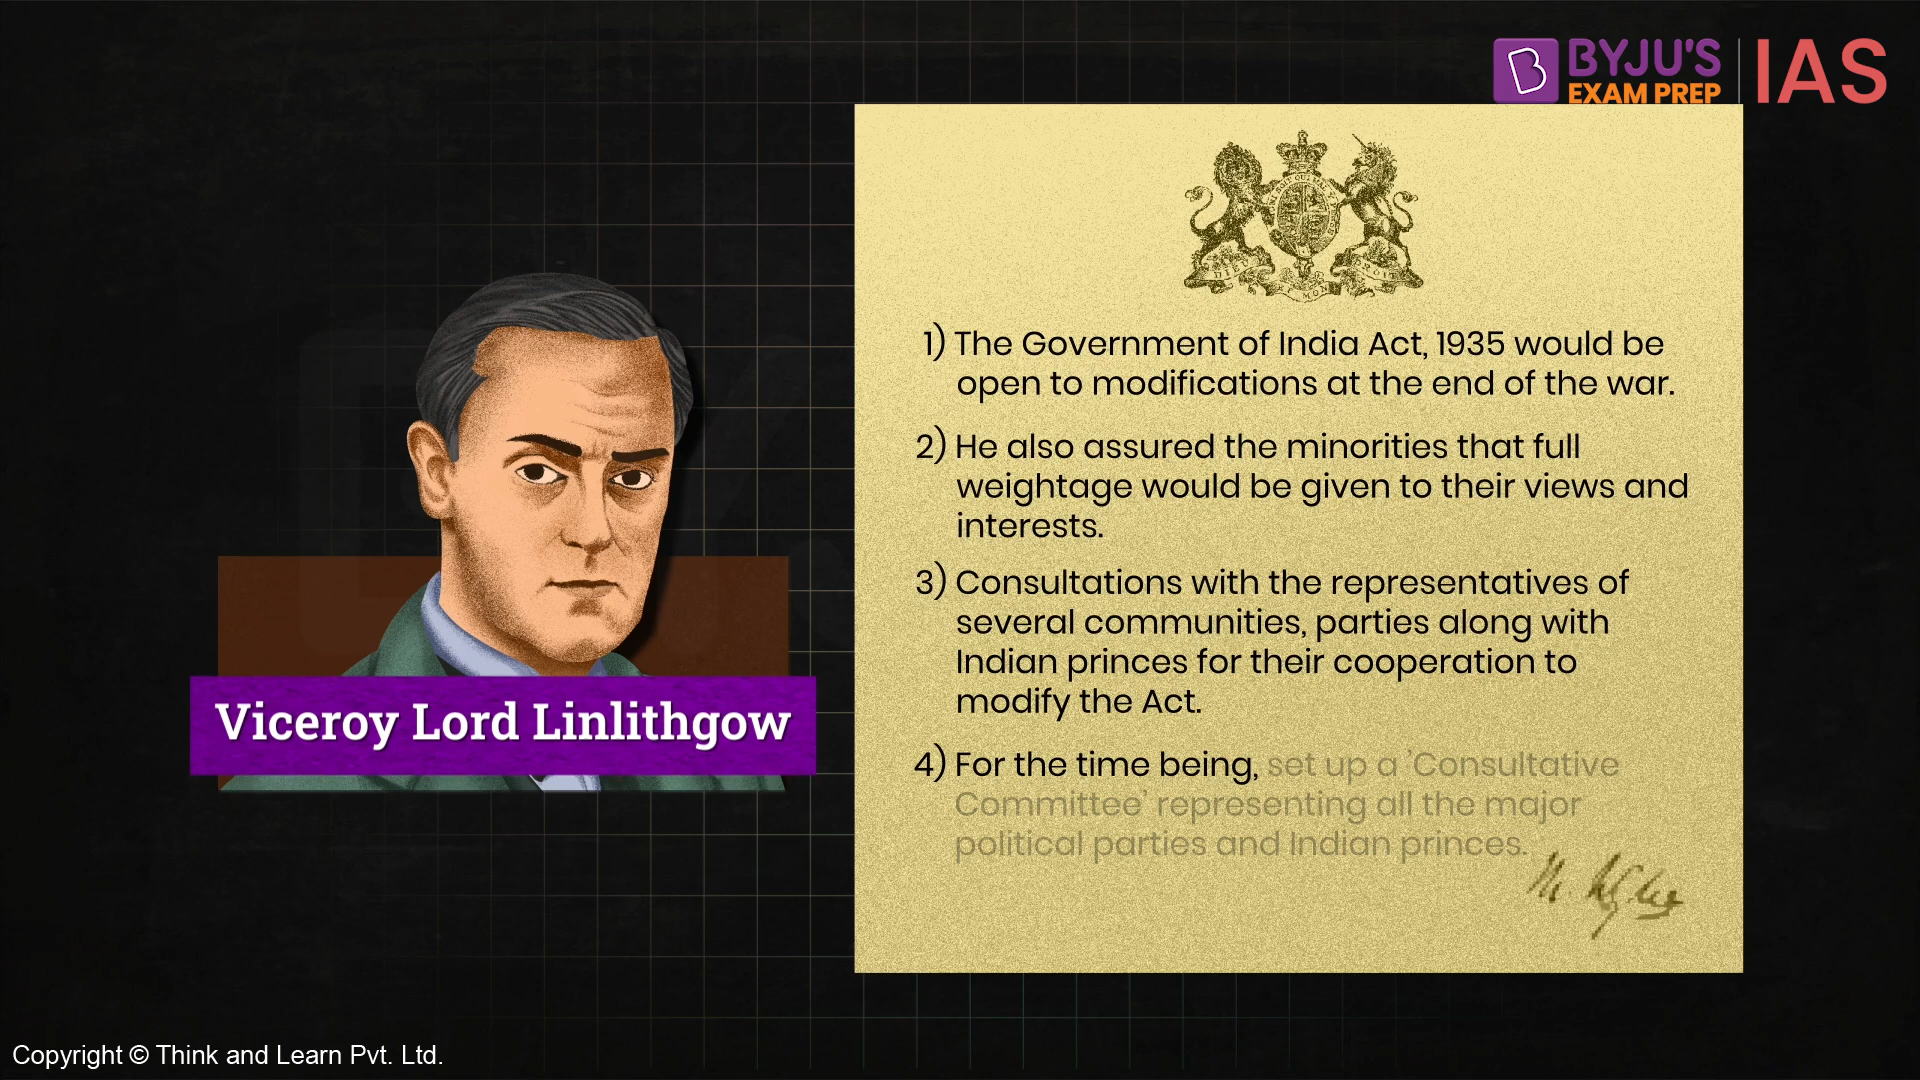 BYJU'S
EXAM PREP
IAS
1) The Government of India Act, 1935 would be
open to modifications at the end of the war.
2) He also assured the minorities that full
weightage would be given to their views and
interests.
3) Consultations with the representatives of
several communities, parties along with
Indian princes for their cooperation to
modify the Act.
4) For the time being, set up a 'Consultative
Committee' representing all the major
political parties and Indian princes.
Viceroy Lord Linlithgow
Copyright © Think and Learn Pvt. Ltd.